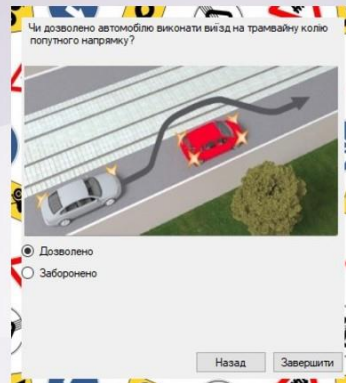 Чи дозволено автомобілю виконати виїзд на трамвайну колію
попутного напрямку?
Дозволено
Заборонено
Назад
Завершити